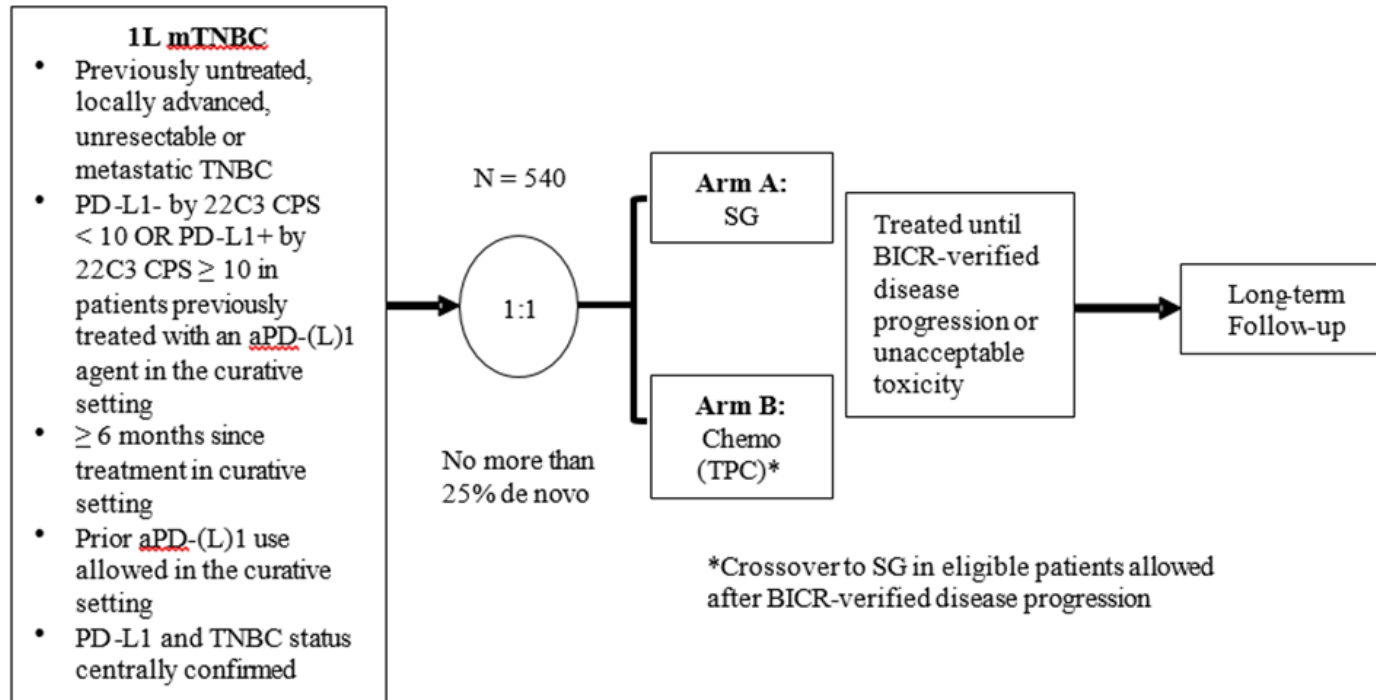 1L mTNBC
• Previously untreated,
locally advanced,
unresectable or
metastatic TNBC
• PD-L1- by 22C3 CPS
< 10 OR PD-L1+ by
22C3 CPS ≥ 10 in
patients previously
treated with an aPD-(L)1
agent in the curative
setting
• ≥ 6 months since
treatment in curative
setting
• Prior aPD-(L)1 use
allowed in the curative
setting
• PD-L1 and TNBC status
centrally confirmed
N = 540
1:1
No more than
25% de novo
Arm A:
SG
Arm B:
Chemo
(TPC)*
Treated until
BICR-verified
disease
progression or
unacceptable
toxicity
Long-term
Follow-up
*Crossover to SG in eligible patients allowed
after BICR-verified disease progression